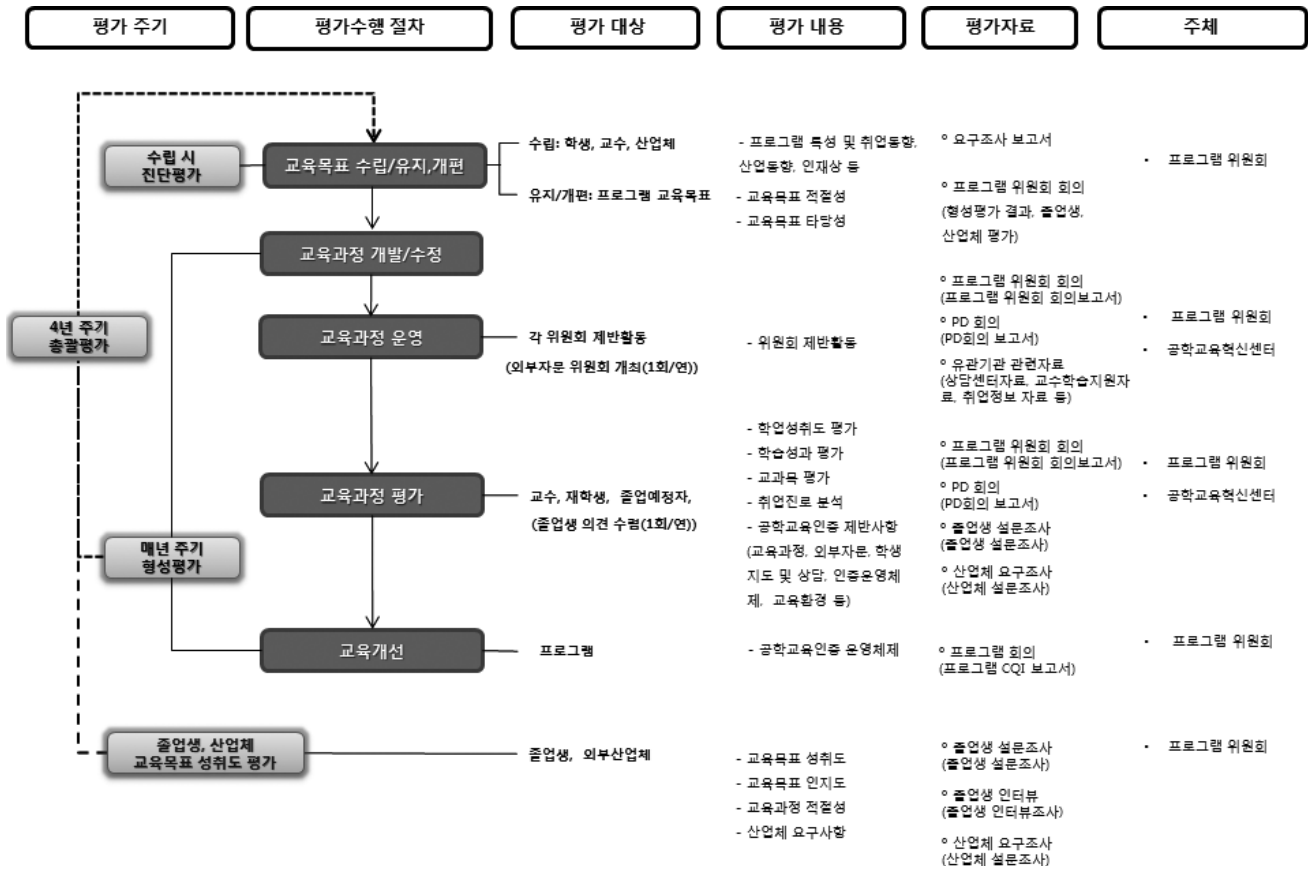 평가 주기
평가수행 절차
평가 대상
평가 내용
평가자료
주체
수립 시
진단평가
교육목표 수립/유지,개편
수립: 학생, 교수, 산업체
유지/개편: 프로그램 교육목표
- 프로그램 특성 및 취업동향,
산업동향, 인재상 등
- 교육목표 적절성
- 교육목표 타당성
° 요구조사 보고서
° 프로그램 위원회 회의
(형성평가 결과, 졸업생,
산업체 평가)
• 프로그램 위원회
교육과정 개발/수정
4년 주기
총괄평가
교육과정 운영
각 위원회 제반활동
(외부자문 위원회 개최(1회/연))
- 위원회 제반활동
° 프로그램 위원회 회의
(프로그램 위원회 회의보고서)
° PD 회의
(PD회의 보고서)
° 유관기관 관련자료
(상담센터자료, 교수학습지원자
료, 취업정보 자료 등)
• 프로그램 위원회
• 공학교육혁신센터
교육과정 평가
교수, 재학생, 졸업예정자,
(졸업생 의견 수렴(1회/연))
- 학업성취도 평가
- 학습성과 평가
- 교과목 평가
- 취업진로 분석
- 공학교육인증 제반사항
(교육과정, 외부자문, 학생
지도 및 상담, 인증운영체
제, 교육환경 등)
° 프로그램 위원회 회의
(프로그램 위원회 회의보고서)
° PD 회의
(PD회의 보고서)
° 졸업생 설문조사
(졸업생 설문조사)
° 산업체 요구조사
(산업체 설문조사)
• 프로그램 위원회
• 공학교육혁신센터
매년 주기
형성평가
교육개선
프로그램
- 공학교육인증 운영체제
° 프로그램 회의
(프로그램 CQI 보고서)
• 프로그램 위원회
졸업생, 산업체
교육목표 성취도 평가
졸업생, 외부산업체
- 교육목표 성취도
- 교육목표 인지도
- 교육과정 적절성
- 산업체 요구사항
° 졸업생 설문조사
(졸업생 설문조사)
° 졸업생 인터뷰
(졸업생 인터뷰조사)
° 산업체 요구조사
(산업체 설문조사)
• 프로그램 위원회